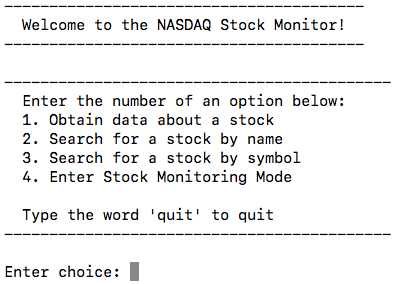 ----------------------------------------
Welcome to the NASDAQ Stock Monitor!
----------------------------------------
-------------------------------------------
Enter the number of an option below:
1. Obtain data about a stock
2. Search for a stock by name
3. Search for a stock by symbol
4. Enter Stock Monitoring Mode
Type the word 'quit' to quit
-------------------------------------------
Enter choice: